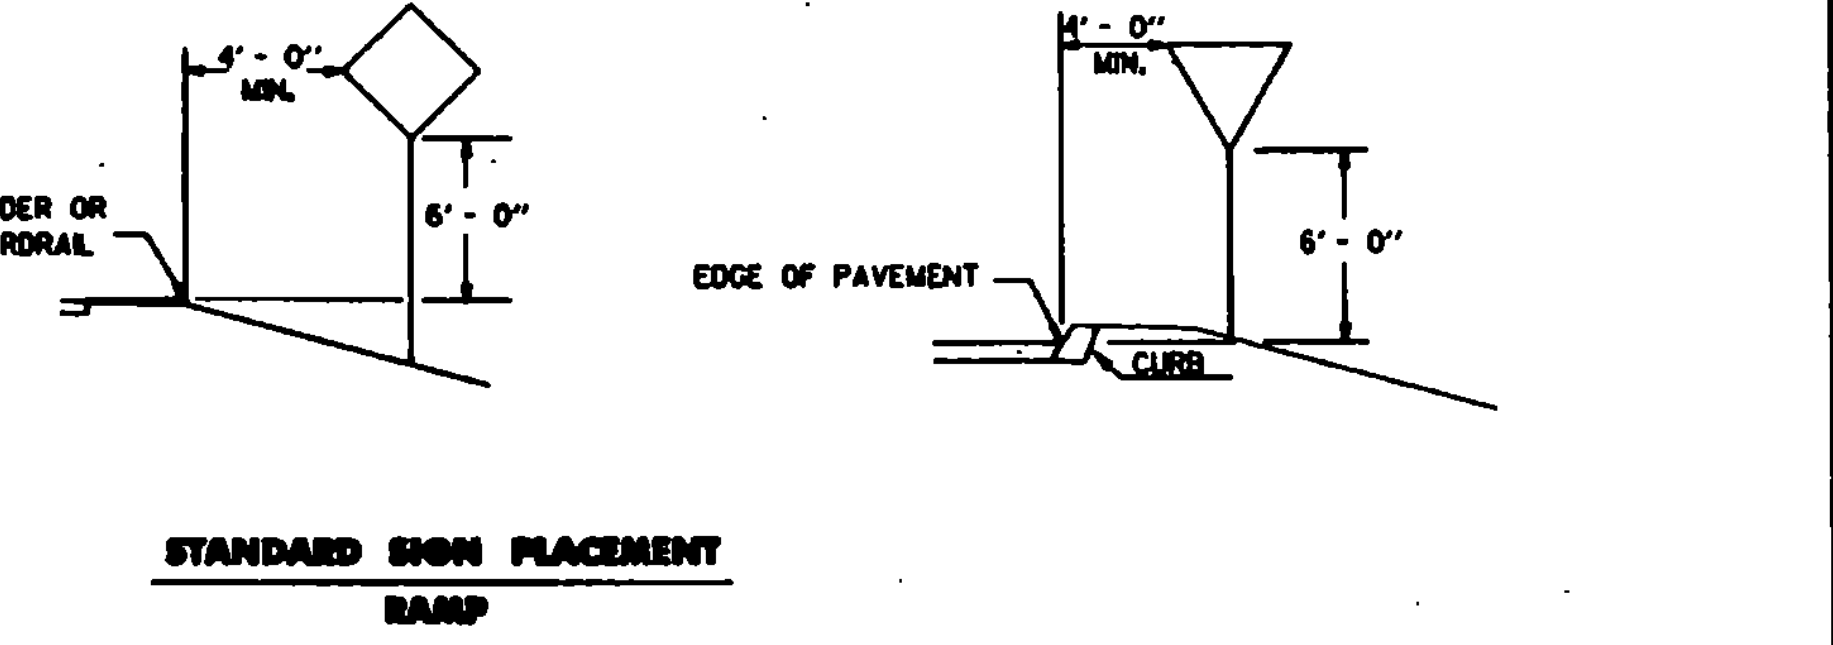 4' - 0"
MIN.
6' - 0"
DER OR
RDRAIL
4' - 0"
MIN.
6' - 0"
EDGE OF PAVEMENT
CURB
STANDARD SIGN PLACEMENT
RAMP